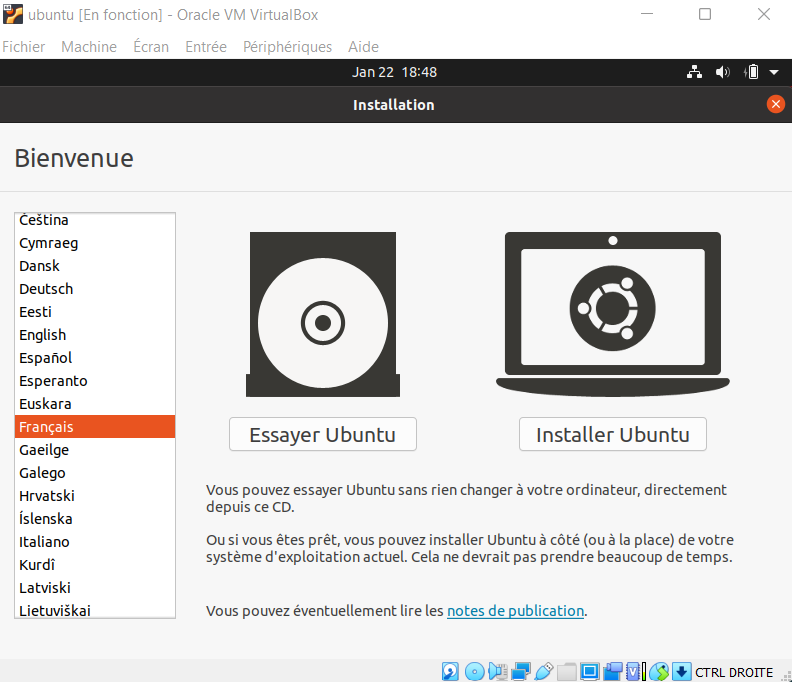 ubuntu [En fonction] - Oracle VM VirtualBox
Fichier Machine Écran Entrée Périphériques Aide
Jan 22 18:48
Installation
Bienvenue
Čeština
Cymraeg
Dansk
Deutsch
Eesti
English
Español
Esperanto
Euskara
Français
Gaeilge
Galego
Hrvatski
Íslenska
Italiano
Kurdî
Latviski
Lietuviškai
Essayer Ubuntu
Installer Ubuntu
Vous pouvez essayer Ubuntu sans rien changer à votre ordinateur, directement
depuis ce CD.
Ou si vous êtes prêt, vous pouvez installer Ubuntu à côté (ou à la place) de votre
système d'exploitation actuel. Cela ne devrait pas prendre beaucoup de temps.
Vous pouvez éventuellement lire les notes de publication.
CTRL DROITE